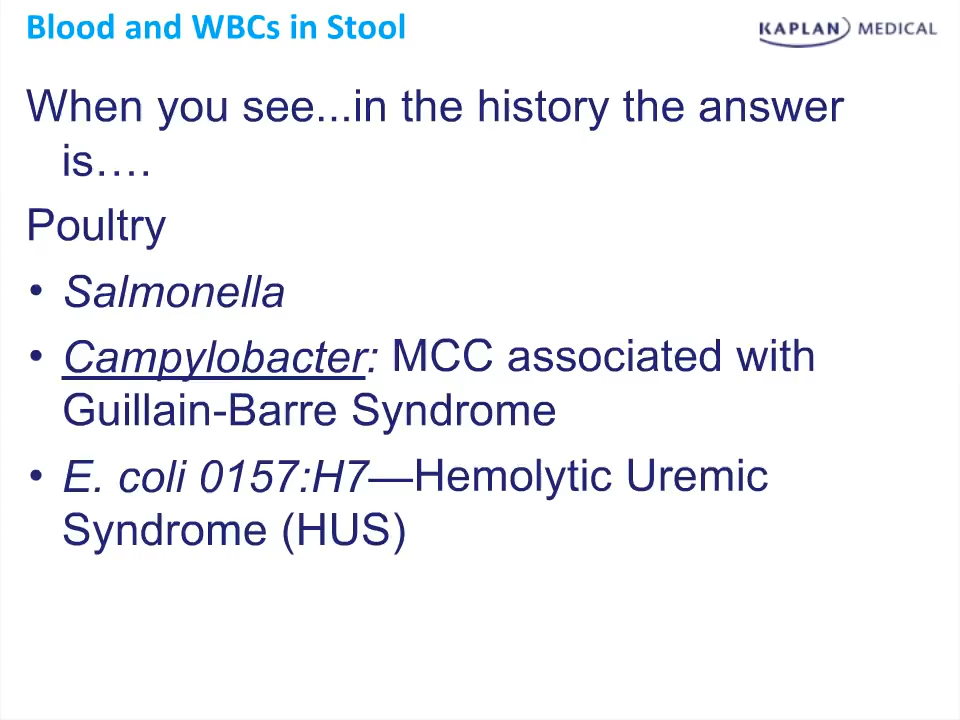 Blood and WBCs in Stool
KAPLAN MEDICAL
When you see...in the history the answer
is….
Poultry
• Salmonella
• Campylobacter: MCC associated with
Guillain-Barre Syndrome
• E. coli 0157:H7—Hemolytic Uremic
Syndrome (HUS)